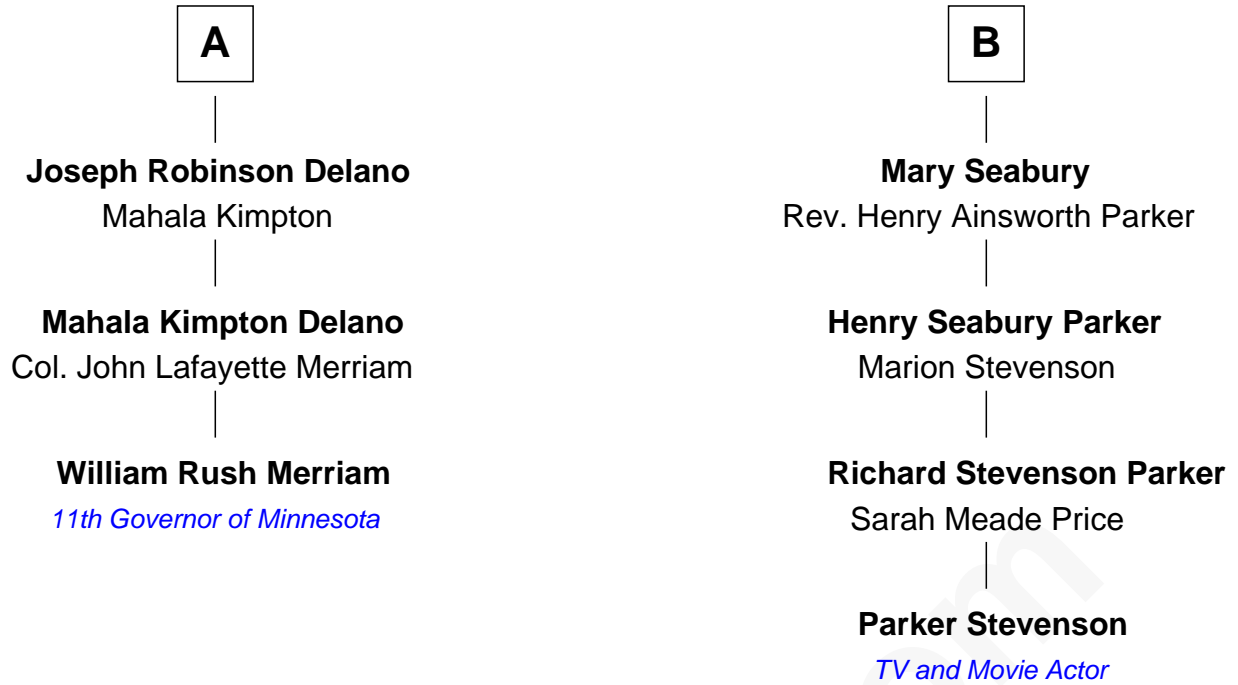 A
Joseph Robinson Delano
Mahala Kimpton
Mahala Kimpton Delano
Col. John Lafayette Merriam
William Rush Merriam
11th Governor of Minnesota
B
Mary Seabury
Rev. Henry Ainsworth Parker
Henry Seabury Parker
Marion Stevenson
Richard Stevenson Parker
Sarah Meade Price
Parker Stevenson
TV and Movie Actor